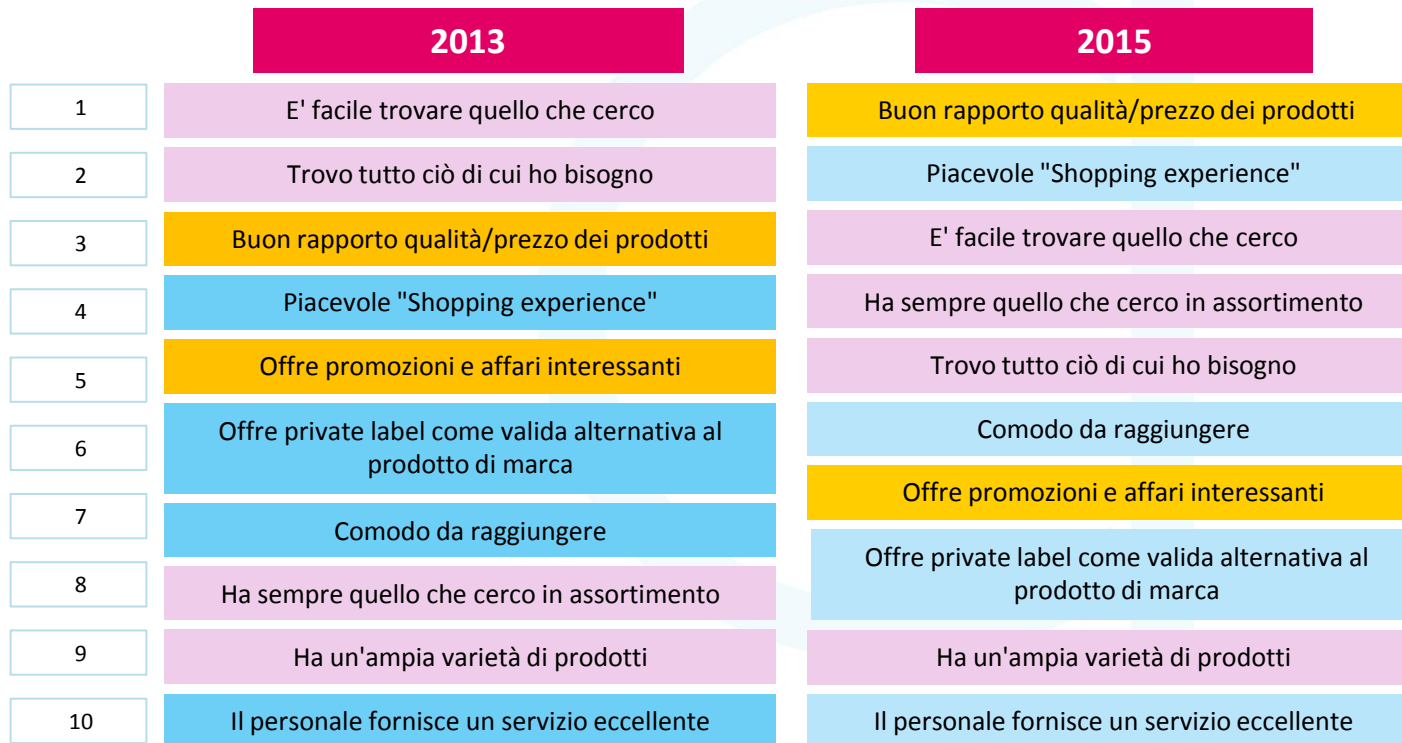 2013
2015
1
E' facile trovare quello che cerco
Buon rapporto qualità/prezzo dei prodotti
2
Trovo tutto ciò di cui ho bisogno
Piacevole "Shopping experience"
3
Buon rapporto qualità/prezzo dei prodotti
E' facile trovare quello che cerco
4
Piacevole "Shopping experience"
Ha sempre quello che cerco in assortimento
5
Offre promozioni e affari interessanti
Trovo tutto ciò di cui ho bisogno
6
Offre private label come valida alternativa al
prodotto di marca
Comodo da raggiungere
7
Comodo da raggiungere
Offre promozioni e affari interessanti
8
Ha sempre quello che cerco in assortimento
Offre private label come valida alternativa al
prodotto di marca
9
Ha un'ampia varietà di prodotti
Ha un'ampia varietà di prodotti
10
Il personale fornisce un servizio eccellente
Il personale fornisce un servizio eccellente